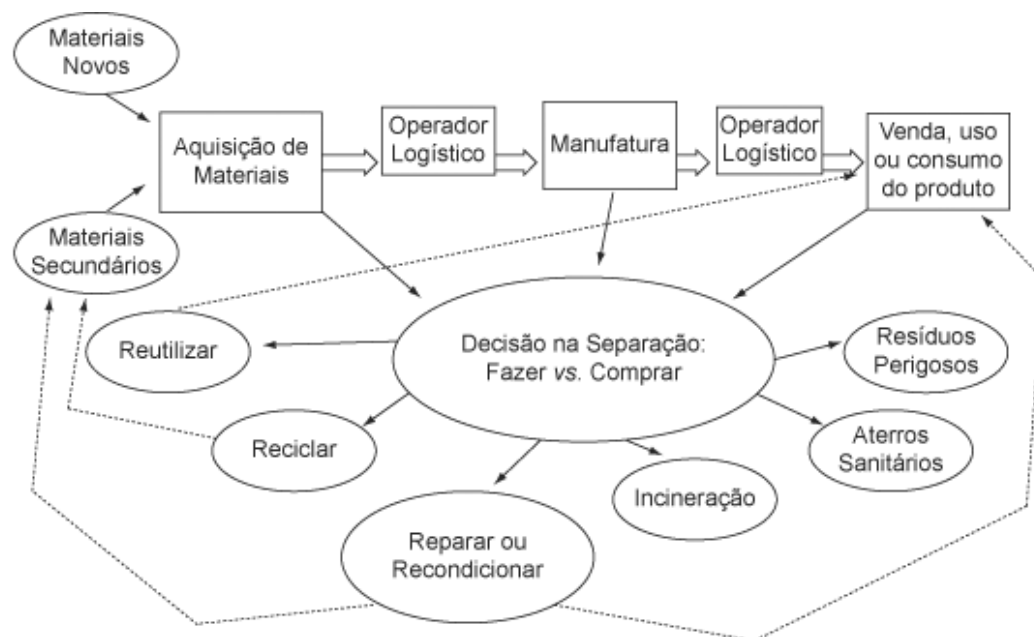 Materiais
Novos
Aquisição de
Materiais
Operador
Logístico
Manufatura
Operador
Logístico
Venda, uso
ou consumo
do produto
Materiais
Secundários
Reutilizar
Decisão na Separação:
Fazer vs. Comprar
Resíduos
Perigosos
Reciclar
Aterros
Sanitários
Incineração
Reparar ou
Recondicionar